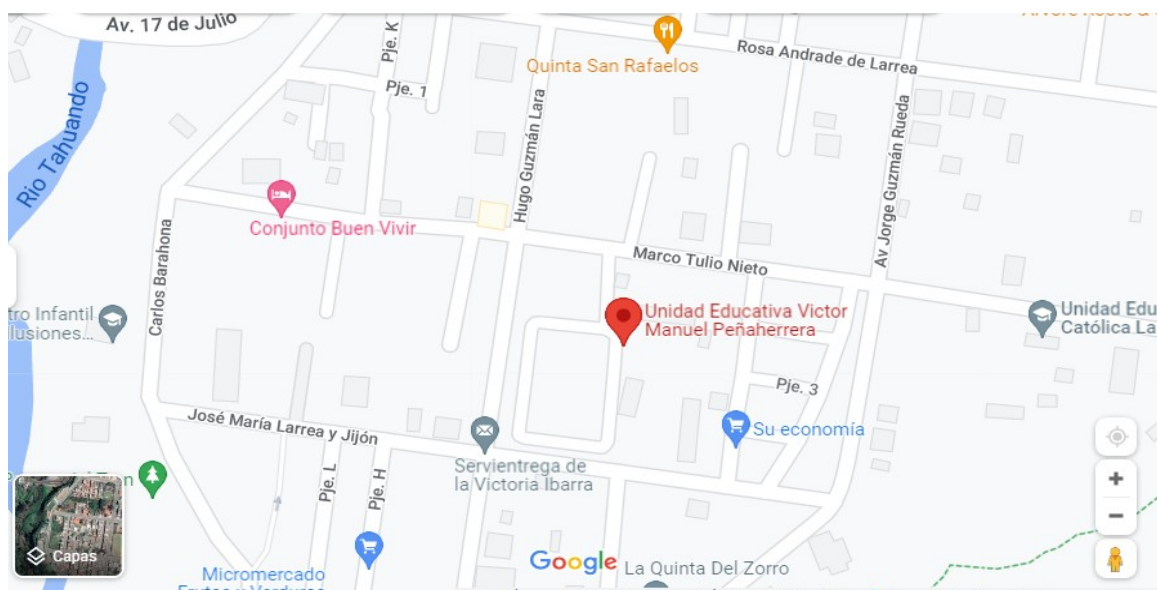 Av. 17 de Julio
Pje. K
Quinta San Rafaelos
Rosa Andrade de Larrea
Pje. 1
Rio Tahuando
Hugo Guzmán Lara
Av Jorge Guzmán Rueda
Conjunto Buen Vivir
Carlos Barahona
Marco Tulio Nieto
tro Infantil
lusiones...
Unidad Educativa Victor
Manuel Peñaherrera
Unidad Edu
Católica La
Pje. 3
José María Larrea y Jijón
Su economía
Servientrega de
la Victoria Ibarra
Pje. L
Pje. H
Capas
Google
La Quinta Del Zorro
Micromercado